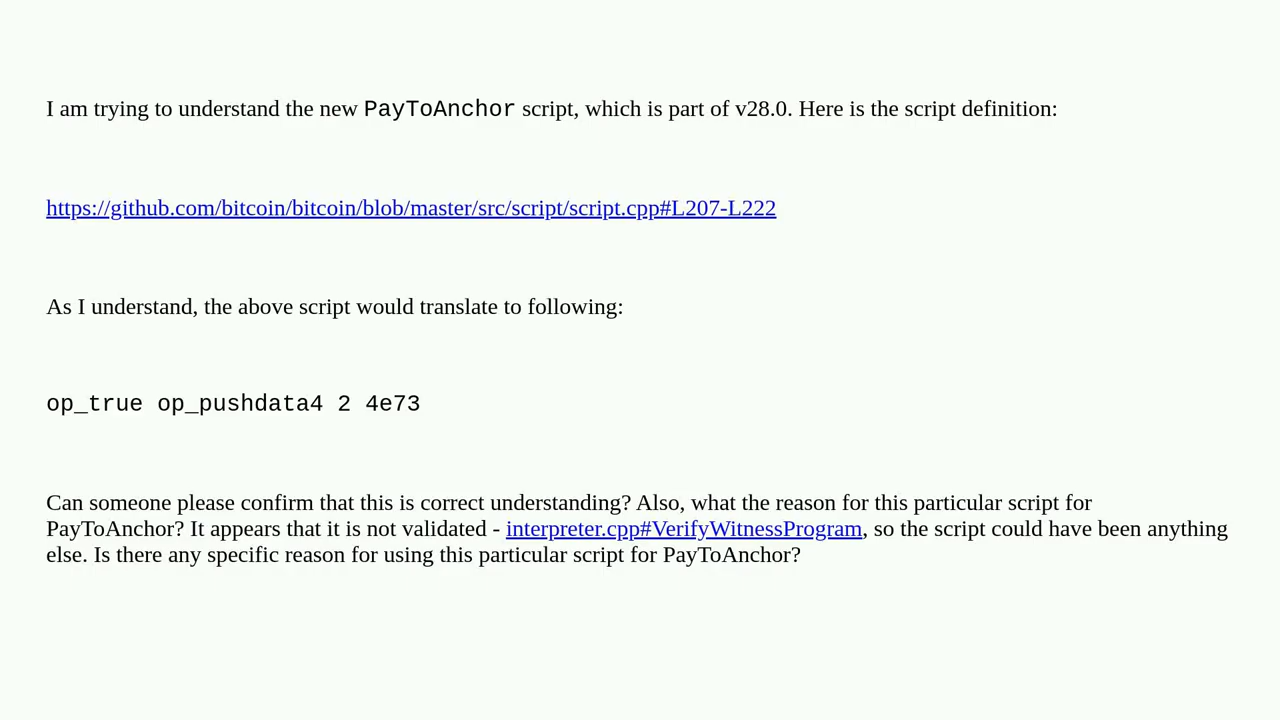 I am trying to understand the new PayToAnchor script, which is part of v28.0. Here is the script definition:
https://github.com/bitcoin/bitcoin/blob/master/src/script/script.cpp#L207-L222
As I understand, the above script would translate to following:
op_true op_pushdata4 2 4e73
Can someone please confirm that this is correct understanding? Also, what the reason for this particular script for
PayToAnchor? It appears that it is not validated - interpreter.cpp#VerifyWitnessProgram, so the script could have been anything
else. Is there any specific reason for using this particular script for PayToAnchor?